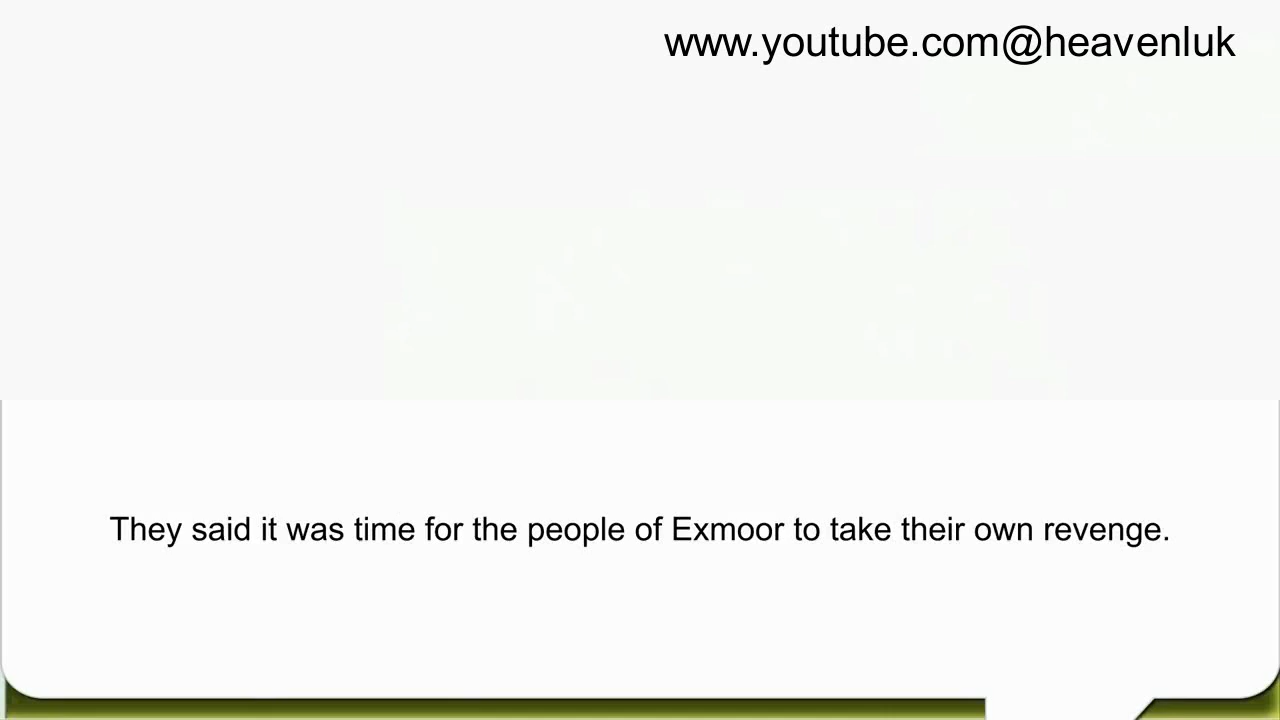 www.youtube.com@heavenluk
They said it was time for the people of Exmoor to take their own revenge.